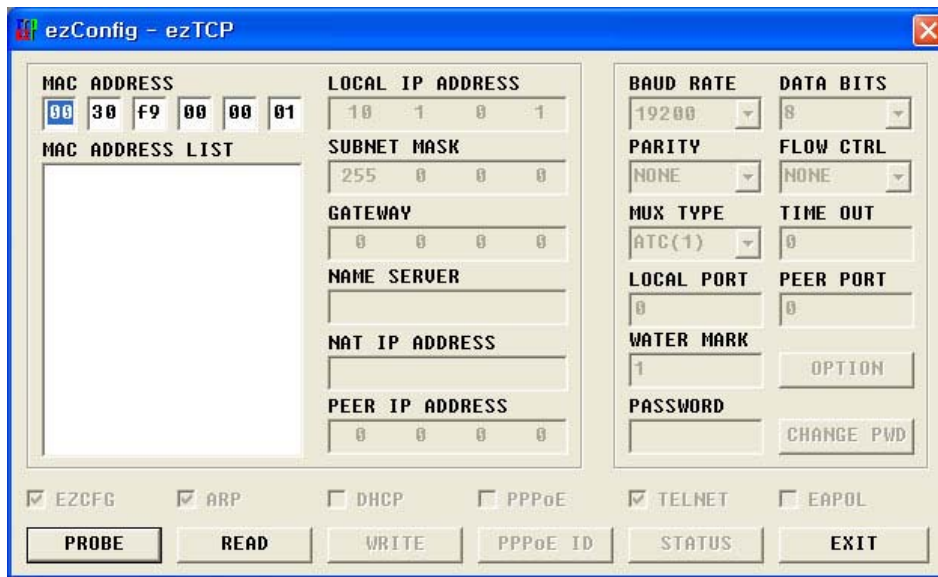 ezConfig - ezTCP
MAC ADDRESS
00 30 f9 00 00 01
MAC ADDRESS LIST
LOCAL IP ADDRESS
10 1 0 1
SUBNET MASK
255 0 0 0
GATEWAY
0 0 0 0
NAME SERVER
NAT IP ADDRESS
PEER IP ADDRESS
0 0 0 0
BAUD RATE DATA BITS
19200 8
PARITY FLOW CTRL
NONE NONE
MUX TYPE TIME OUT
ATC(1) 0
LOCAL PORT PEER PORT
0 0
WATER MARK
1 OPTION
PASSWORD
CHANGE PWD
EZCFG ARP DHCP PPPoE TELNET EAPOL
PROBE READ WRITE PPPoE ID STATUS EXIT